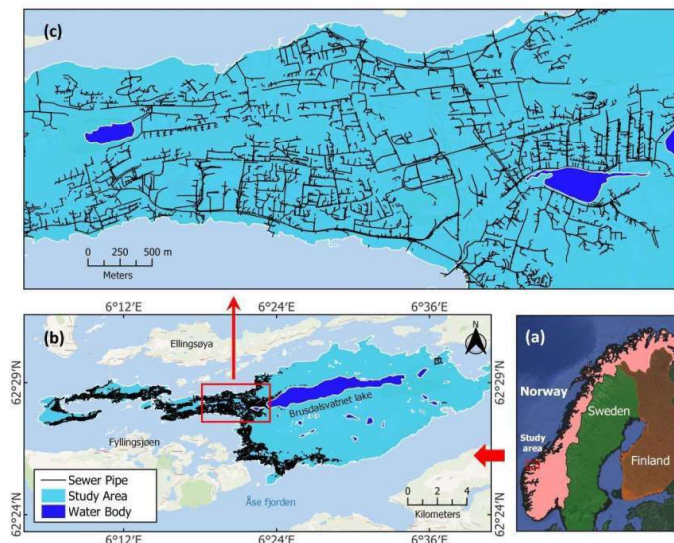 (c)
0 250 500 m
Meters
6°12'E 6°24'E 6°36'E
(b)
Ellingsøya
N
62°29'N
62°29'N
Brusdalsvatnet lake
Fyllingsjøen
Sewer Pipe
Study Area
Water Body
Åse fjorden
0 2 4
Kilometers
62°24'N
62°24'N
6°12'E 6°24'E 6°36'E
(a)
Norway
Sweden
Study
area
Finland